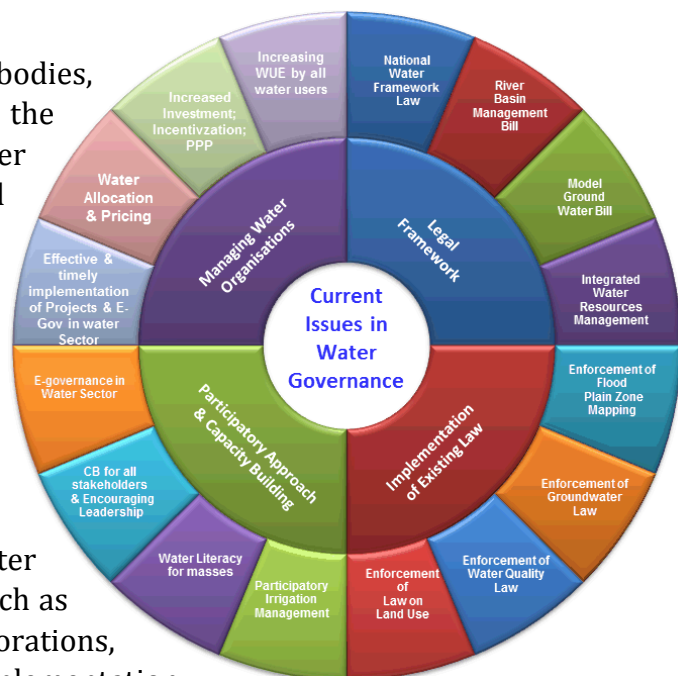 bodies,
the
er
l
ter
ch as
orations,
plementation
Current
Issues in
Water
Governance
Legal
Framework
National
Water
Framework
Law
River
Basin
Management
Bill
Model
Ground
Water Bill
Integrated
Water
Resources
Management
Implementation
of Existing Law
Enforcement of
Flood
Plain Zone
Mapping
Enforcement of
Groundwater
Law
Enforcement of
Water Quality
Law
Enforcement
of
Law on
Land Use
Participatory Approach
& Capacity Building
Participatory
Irrigation
Management
Water Literacy
for masses
CB for all
stakeholders
& Encouraging
Leadership
E-governance in
Water Sector
Managing Water
Organisations
Effective &
timely
implementation
of Projects & E-
Gov in water
Sector
Water
Allocation
& Pricing
Increased
Investment;
Incentivzation;
PPP
Increasing
WUE by all
water users